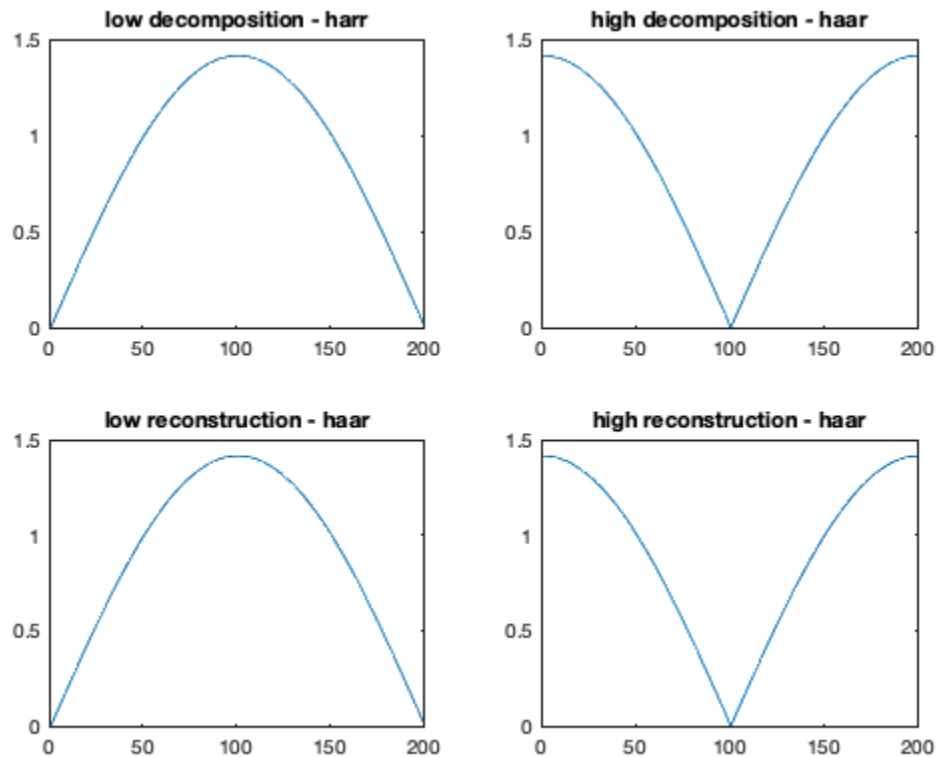 low decomposition - harr
1.5
1
0.5
0
0 50 100 150 200
high decomposition - haar
1.5
1
0.5
0
0 50 100 150 200
low reconstruction - haar
1.5
1
0.5
0
0 50 100 150 200
high reconstruction - haar
1.5
1
0.5
0
0 50 100 150 200